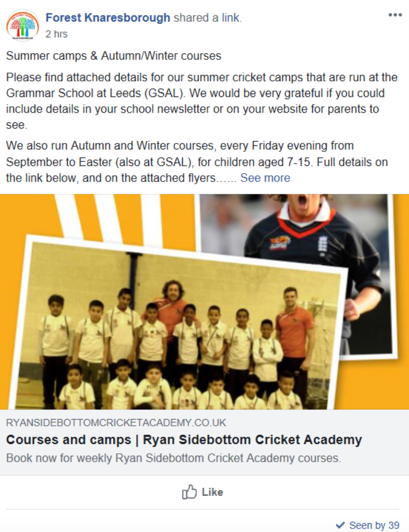 Forest Knaresborough shared a link.
2 hrs
Summer camps & Autumn/Winter courses
Please find attached details for our summer cricket camps that are run at the
Grammar School at Leeds (GSAL). We would be very grateful if you could
include details in your school newsletter or on your website for parents to
see.
We also run Autumn and Winter courses, every Friday evening from
September to Easter (also at GSAL), for children aged 7-15. Full details on
the link below, and on the attached flyers…... See more
RYANSIDEBOTTOMCRICKETACADEMY.CO.UK
Courses and camps | Ryan Sidebottom Cricket Academy
Book now for weekly Ryan Sidebottom Cricket Academy courses.
Like
Seen by 39